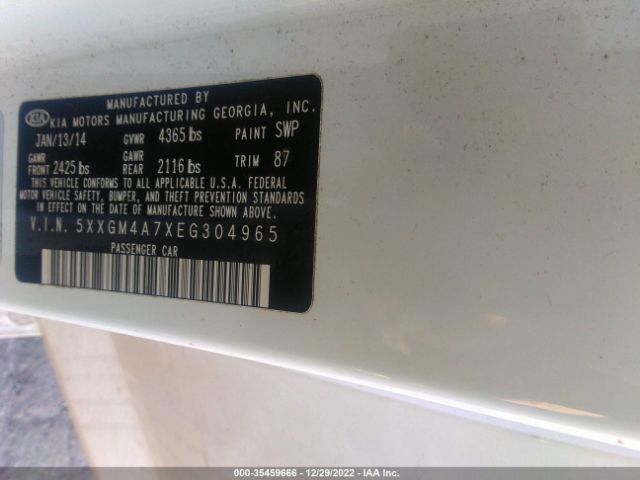 MANUFACTURED BY
KIA KIA MOTORS MANUFACTURING GEORGIA, INC.
JAN/13/14 GVWR 4365 lbs PAINT SWP
GAWR FRONT 2425 lbs GAWR REAR 2116 lbs TRIM 87
THIS VEHICLE CONFORMS TO ALL APPLICABLE U.S.A. FEDERAL
MOTOR VEHICLE SAFETY, BUMPER, AND THEFT PREVENTION STANDARDS
IN EFFECT ON THE DATE OF MANUFACTURE SHOWN ABOVE.
V.I.N. 5XXGM4A7XEG304965
PASSENGER CAR
000-35459666 - 12/29/2022 - IAA Inc.